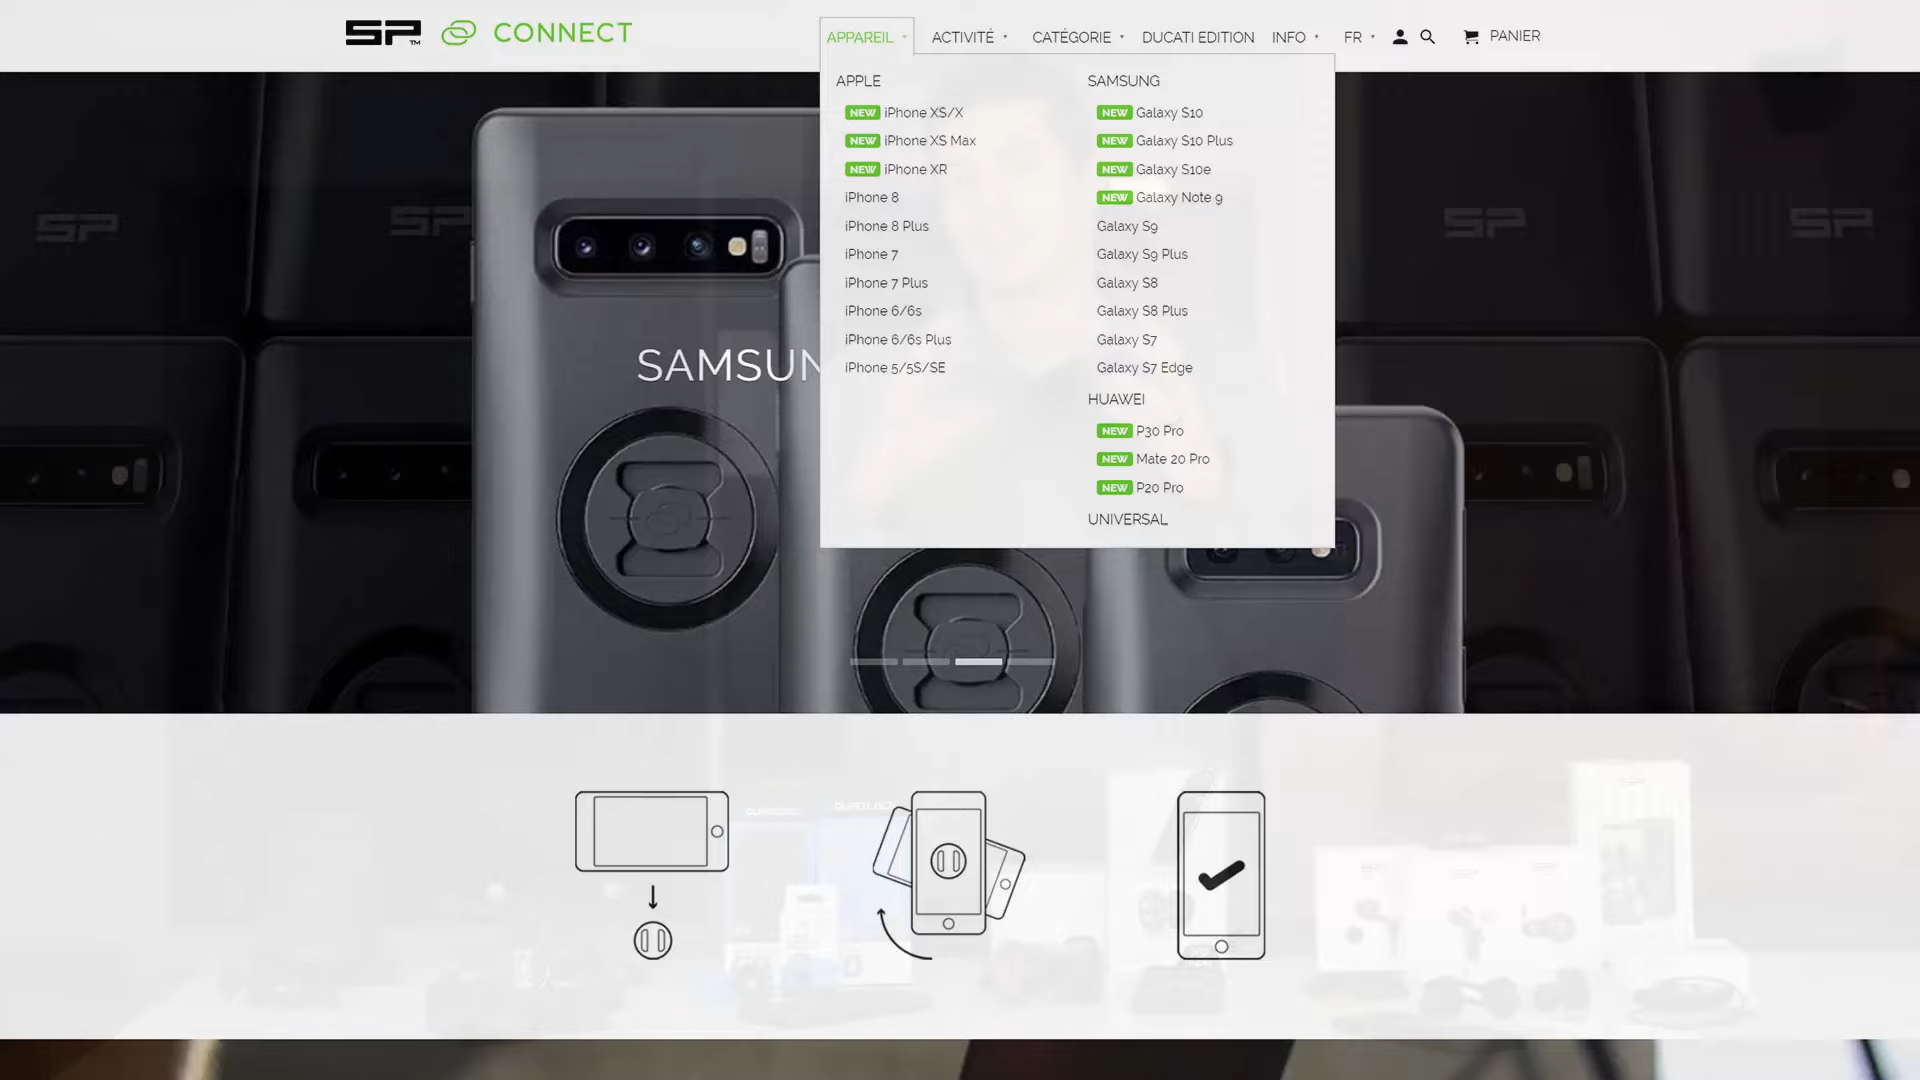 SP™ CONNECT
APPAREIL
ACTIVITÉ
CATÉGORIE
DUCATI EDITION
INFO
FR
PANIER
APPLE
NEW iPhone XS/X
NEW iPhone XS Max
NEW iPhone XR
iPhone 8
iPhone 8 Plus
iPhone 7
iPhone 7 Plus
iPhone 6/6s
iPhone 6/6s Plus
iPhone 5/5S/SE
SAMSUNG
NEW Galaxy S10
NEW Galaxy S10 Plus
NEW Galaxy S10e
NEW Galaxy Note 9
Galaxy S9
Galaxy S9 Plus
Galaxy S8
Galaxy S8 Plus
Galaxy S7
Galaxy S7 Edge
HUAWEI
NEW P30 Pro
NEW Mate 20 Pro
NEW P20 Pro
UNIVERSAL
SP
SP
SP
SP
SAMSUN